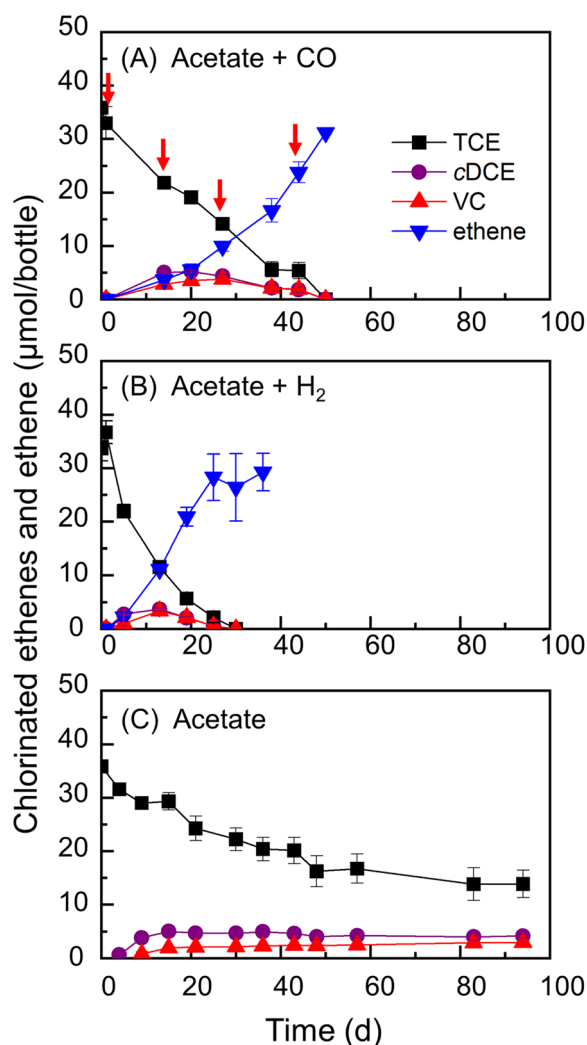 Chlorinated ethenes and ethene (µmol/bottle)
50
(A) Acetate + CO
40
TCE
30
cDCE
20
VC
10
ethene
0
0 20 40 60 80 100
50
(B) Acetate + H₂
40
30
20
10
0
0 20 40 60 80 100
50
(C) Acetate
40
30
20
10
0
0 20 40 60 80 100
Time (d)